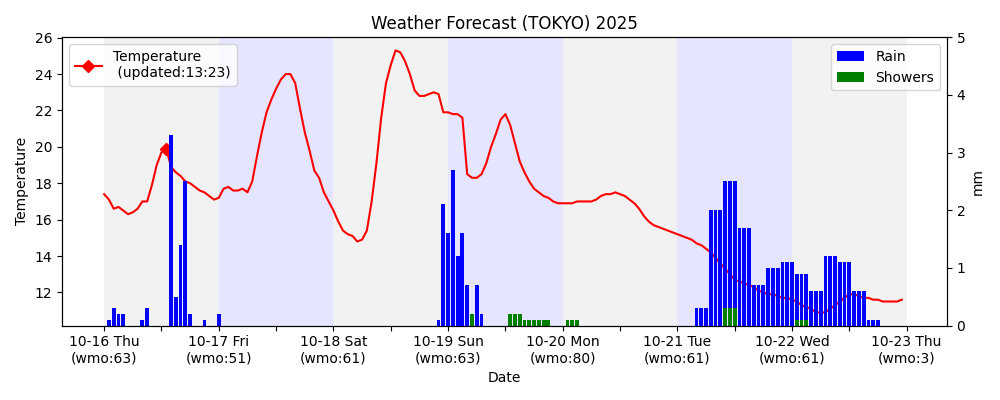 Weather Forecast (TOKYO) 2025
Temperature
(updated:13:23)
Rain
Showers
26
24
22
20
18
16
14
12
Temperature
5
4
3
2
1
0
mm
10-16 Thu
(wmo:63)
10-17 Fri
(wmo:51)
10-18 Sat
(wmo:61)
10-19 Sun
(wmo:63)
10-20 Mon
(wmo:80)
10-21 Tue
(wmo:61)
10-22 Wed
(wmo:61)
10-23 Thu
(wmo:3)
Date